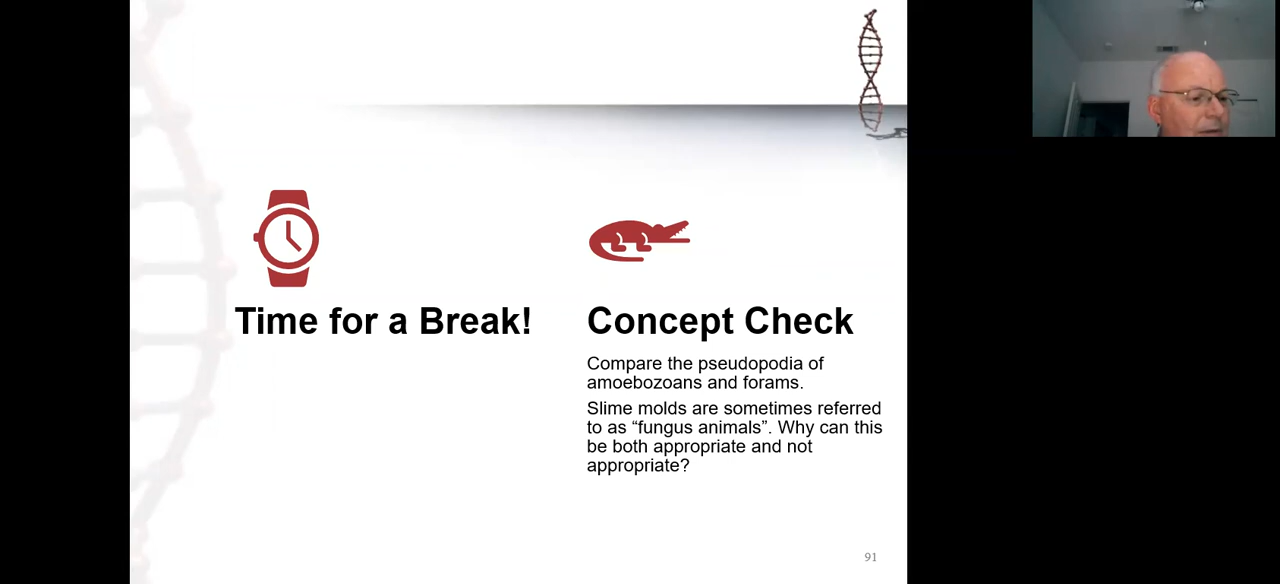 Time for a Break!
Concept Check
Compare the pseudopodia of
amoebozoans and forams.
Slime molds are sometimes referred
to as “fungus animals”. Why can this
be both appropriate and not
appropriate?
91